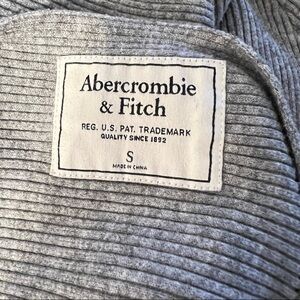 Abercrombie
& Fitch
REG. U.S. PAT. TRADEMARK
QUALITY SINCE 1892
S
MADE IN CHINA